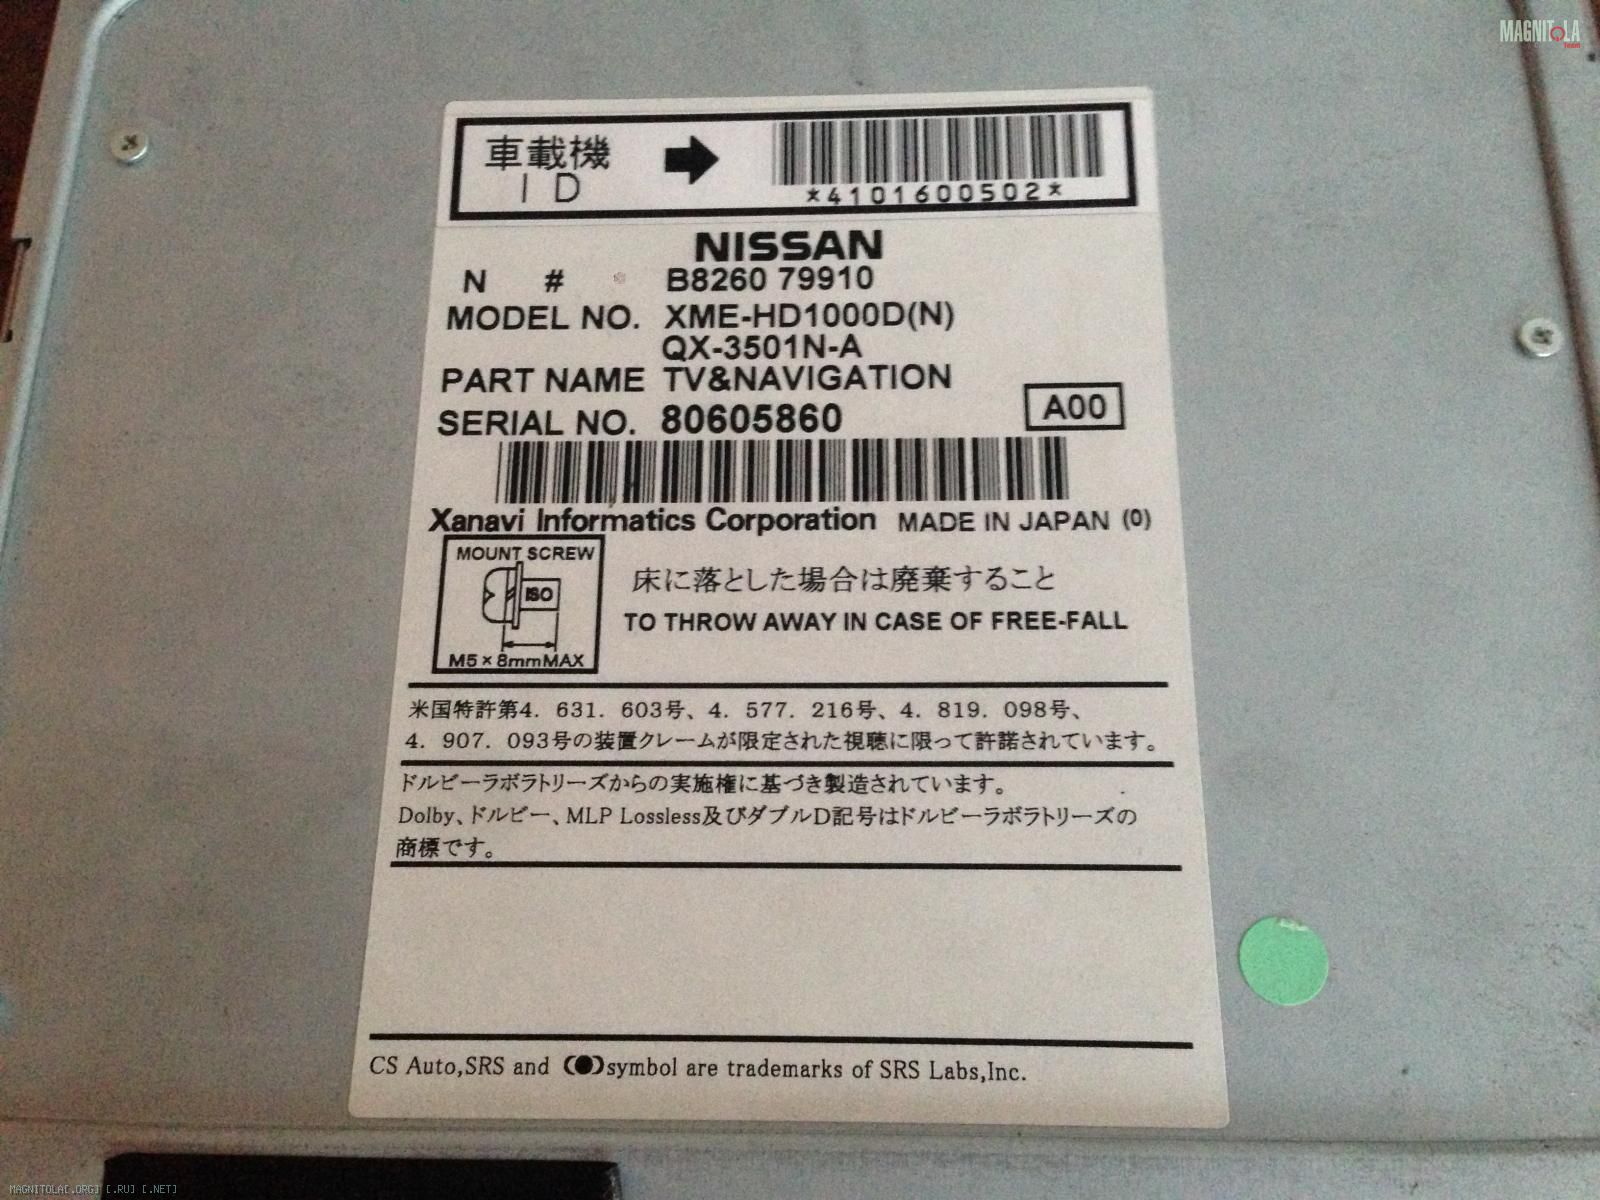 MAGNITOLA
Team
車載機 ID
*4101600502*
NISSAN
N # B8260 79910
MODEL NO. XME-HD1000D(N)
QX-3501N-A
PART NAME TV&NAVIGATION
SERIAL NO. 80605860
A00
Xanavi Informatics Corporation MADE IN JAPAN (0)
MOUNT SCREW
ISO
M5×8mmMAX
床に落とした場合は廃棄すること
TO THROW AWAY IN CASE OF FREE-FALL
米国特許第4. 631. 603号、4. 577. 216号、4. 819. 098号、
4. 907. 093号の装置クレームが限定された視聴に限って許諾されています。
ドルビーラボラトリーズからの実施権に基づき製造されています。
Dolby、ドルビー、MLP Lossless及びダブルD記号はドルビーラボラトリーズの
商標です。
CS Auto,SRS and symbol are trademarks of SRS Labs,Inc.
MAGNITOLA[.ORG] [.RU] [.NET]